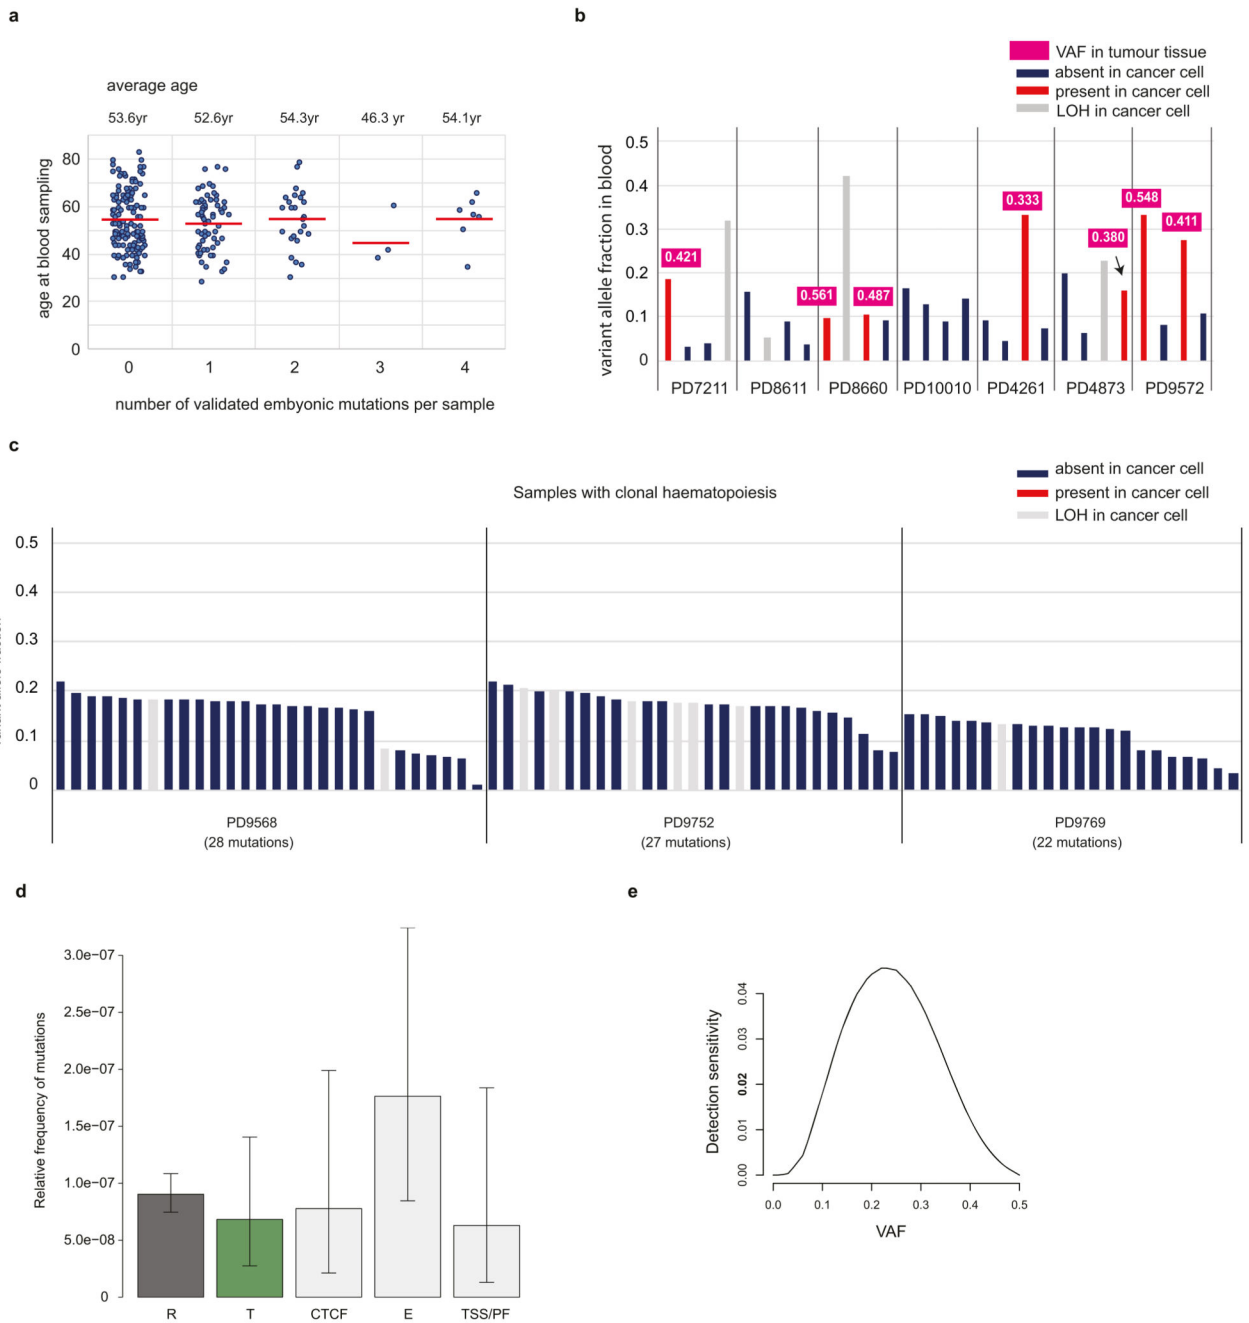 a
average age
53.6yr 52.6yr 54.3yr 46.3 yr 54.1yr
age at blood sampling
80
60
40
20
0
0 1 2 3 4
number of validated embyonic mutations per sample
b
VAF in tumour tissue
absent in cancer cell
present in cancer cell
LOH in cancer cell
variant allele fraction in blood
0.5
0.4
0.3
0.2
0.1
0
0.421
0.561
0.487
0.333
0.380
0.548
0.411
PD7211 PD8611 PD8660 PD10010 PD4261 PD4873 PD9572
c
Samples with clonal haematopoiesis
absent in cancer cell
present in cancer cell
LOH in cancer cell
0.5
0.4
0.3
0.2
0.1
0
PD9568 PD9752 PD9769
(28 mutations) (27 mutations) (22 mutations)
d
Relative frequency of mutations
3.0e−07
2.5e−07
2.0e−07
1.5e−07
1.0e−07
5.0e−08
0
R T CTCF E TSS/PF
e
Detection sensitivity
0.04
0.03
0.02
0.01
0.00
0.0 0.1 0.2 0.3 0.4 0.5
VAF